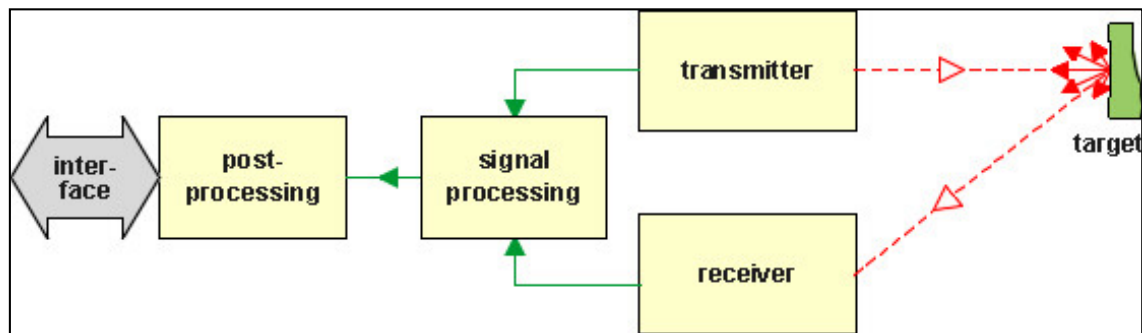 inter-
face
post-
processing
signal
processing
transmitter
receiver
target